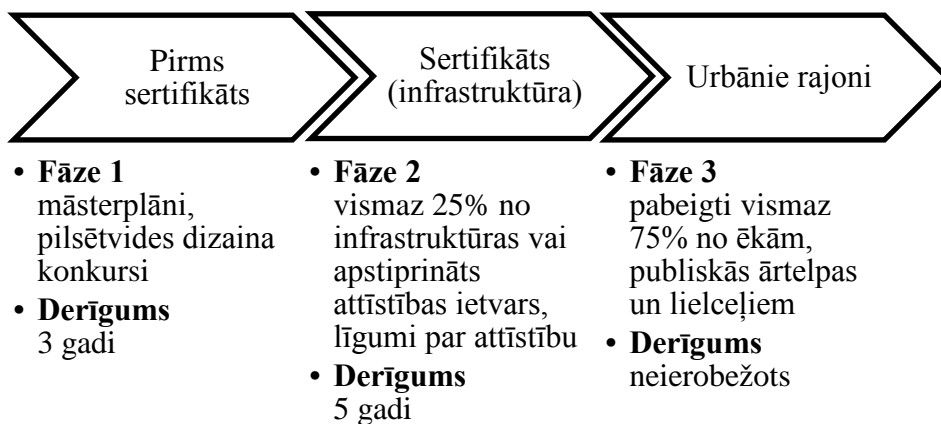 Pirms
sertifikāts
Sertifikāts
(infrastruktūra)
Urbānie rajoni
• Fāze 1
māsterplāni,
pilsētvides dizaina
konkursi
• Derīgums
3 gadi
• Fāze 2
vismaz 25% no
infrastruktūras vai
apstiprināts
attīstības ietvars,
līgumi par attīstību
• Derīgums
5 gadi
• Fāze 3
pabeigti vismaz
75% no ēkām,
publiskās ārtelpas
un lielceļiem
• Derīgums
neierobežots